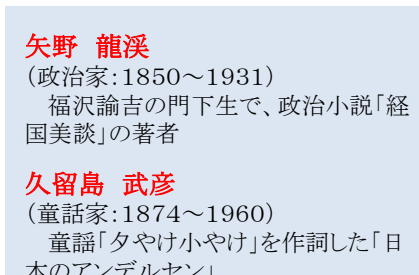 矢野 龍渓
(政治家:1850～1931)
福沢諭吉の門下生で、政治小説「経
国美談」の著者
久留島 武彦
(童話家:1874～1960)
童謡「夕やけ小やけ」を作詞した「日
本のアンデルセン」